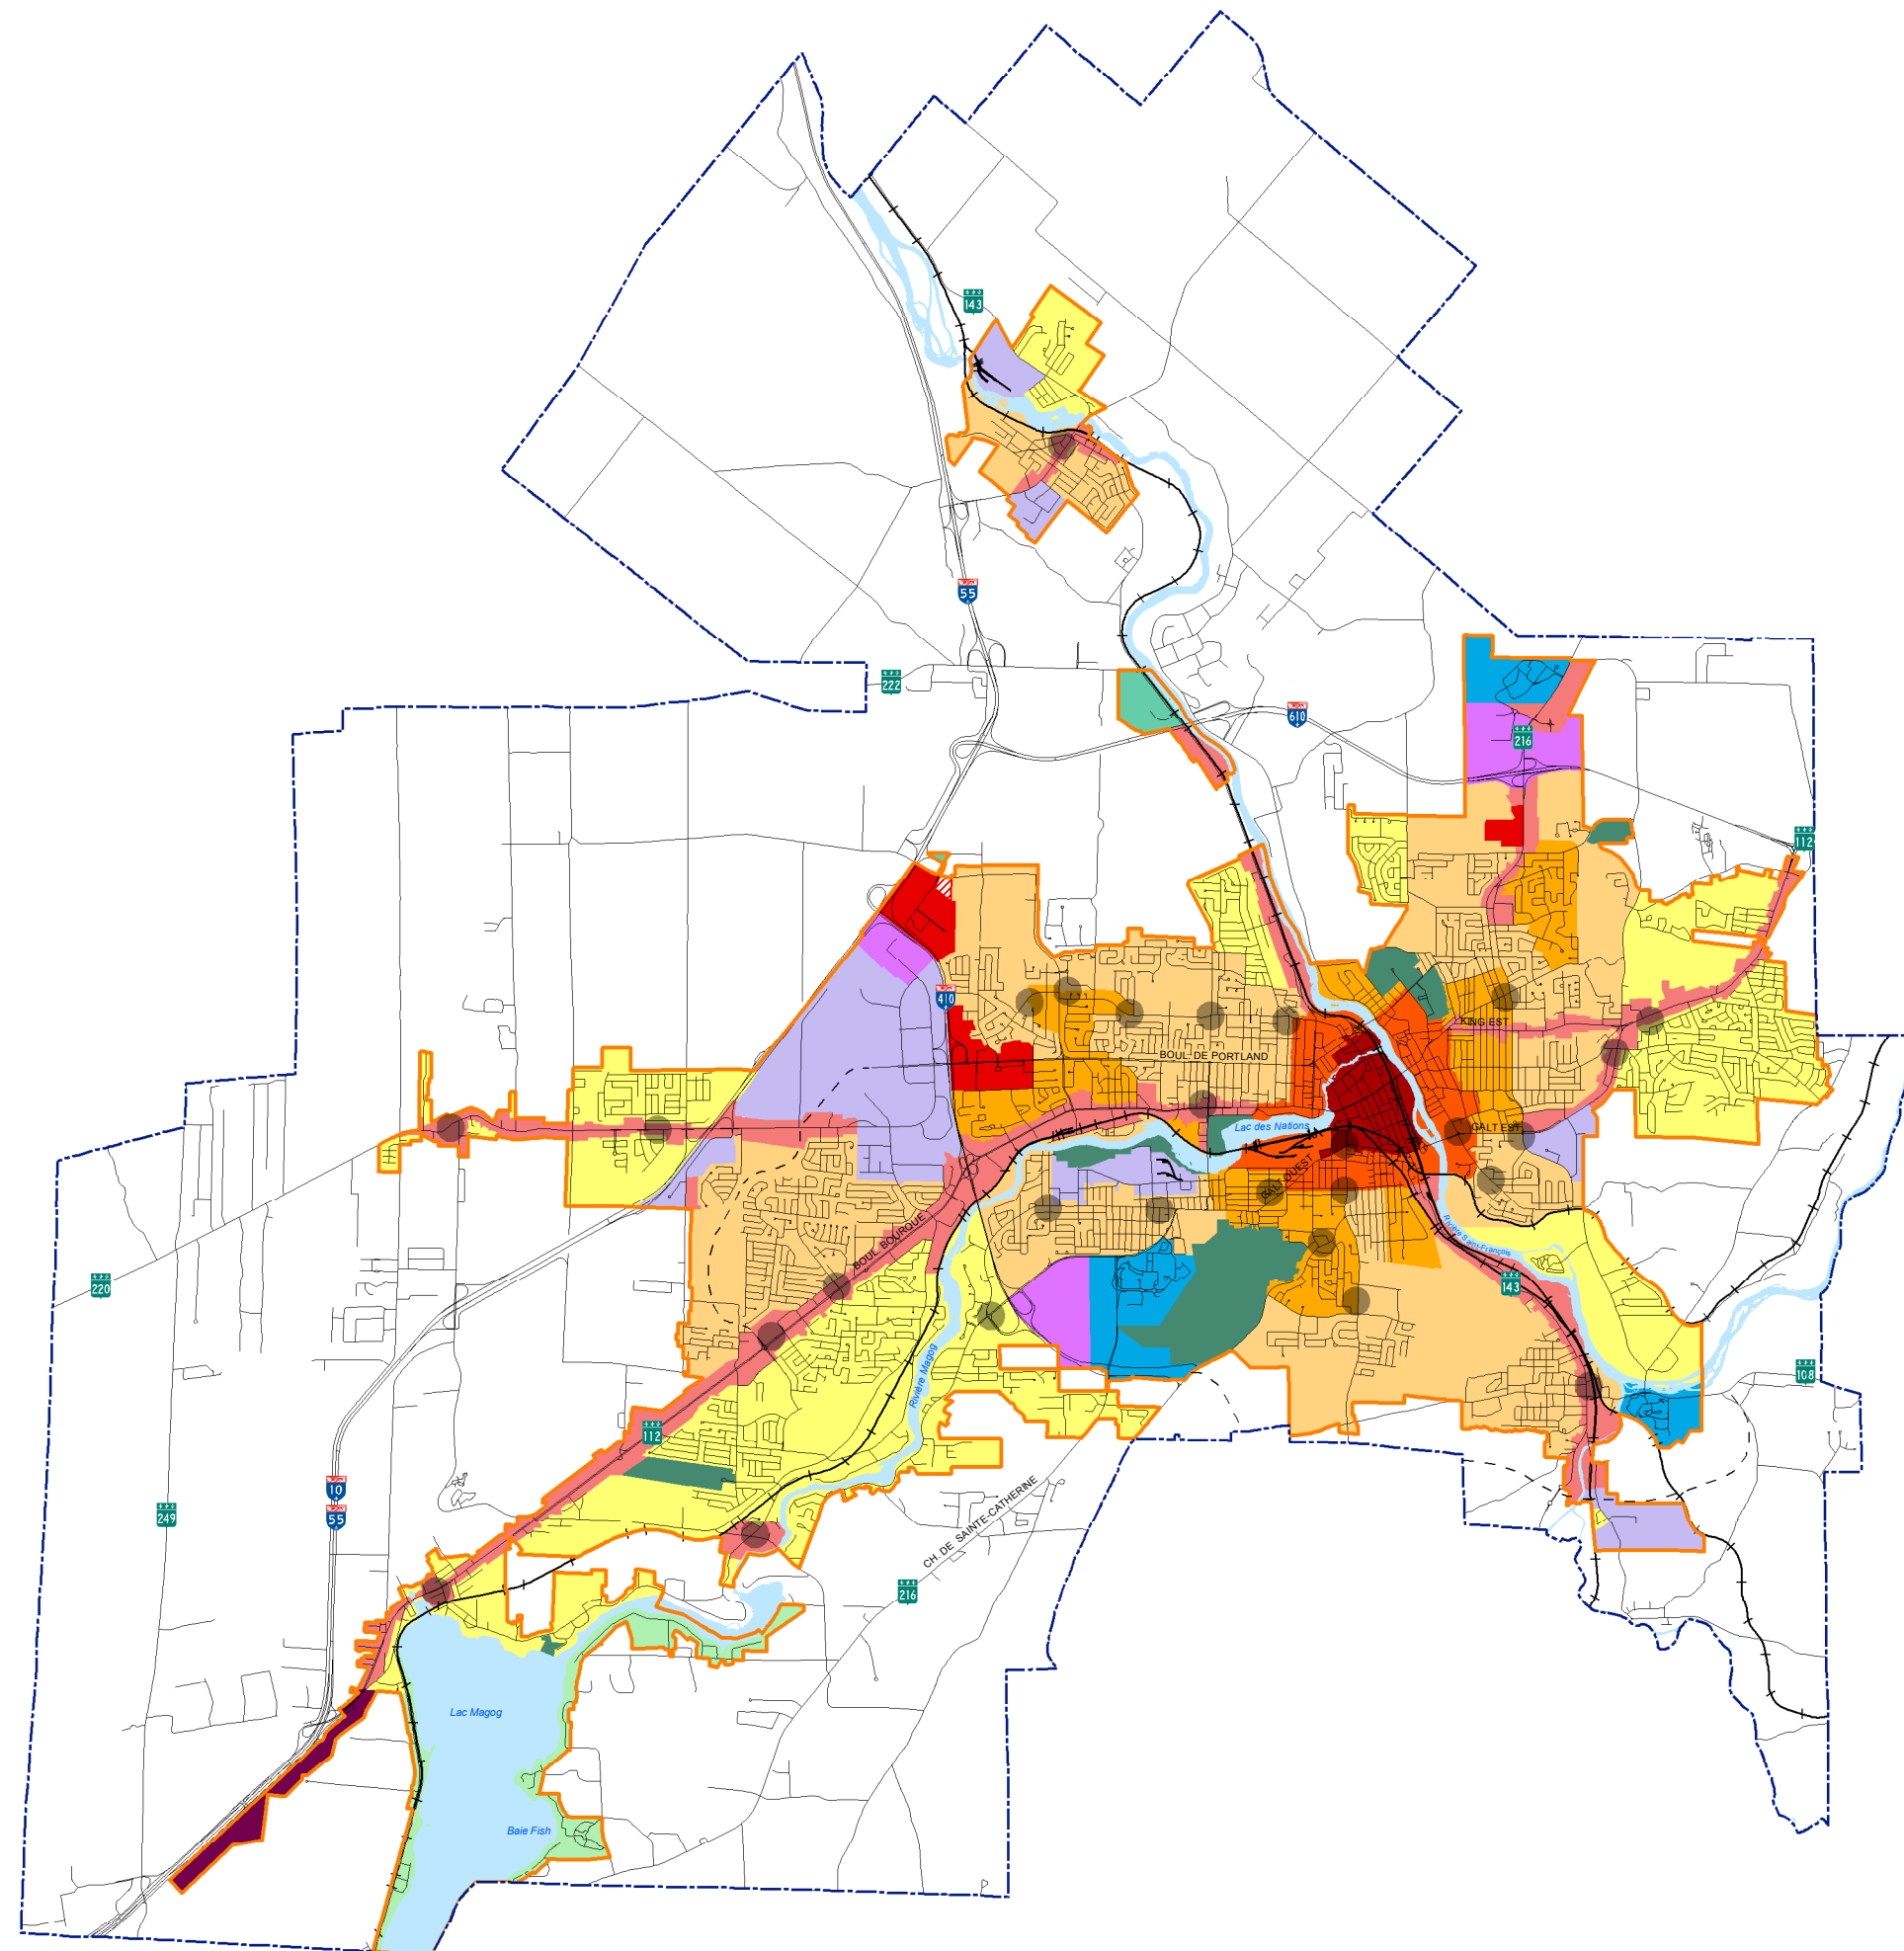 143
55
222
610
216
112
410
KING EST
BOUL. DE PORTLAND
Lac des Nations
GALT EST
GALT OUEST
Rivière Saint-François
BOUL. BOURQUE
220
143
Rivière Magog
108
112
10
55
249
CH. DE SAINTE-CATHERINE
216
Lac Magog
Baie Fish